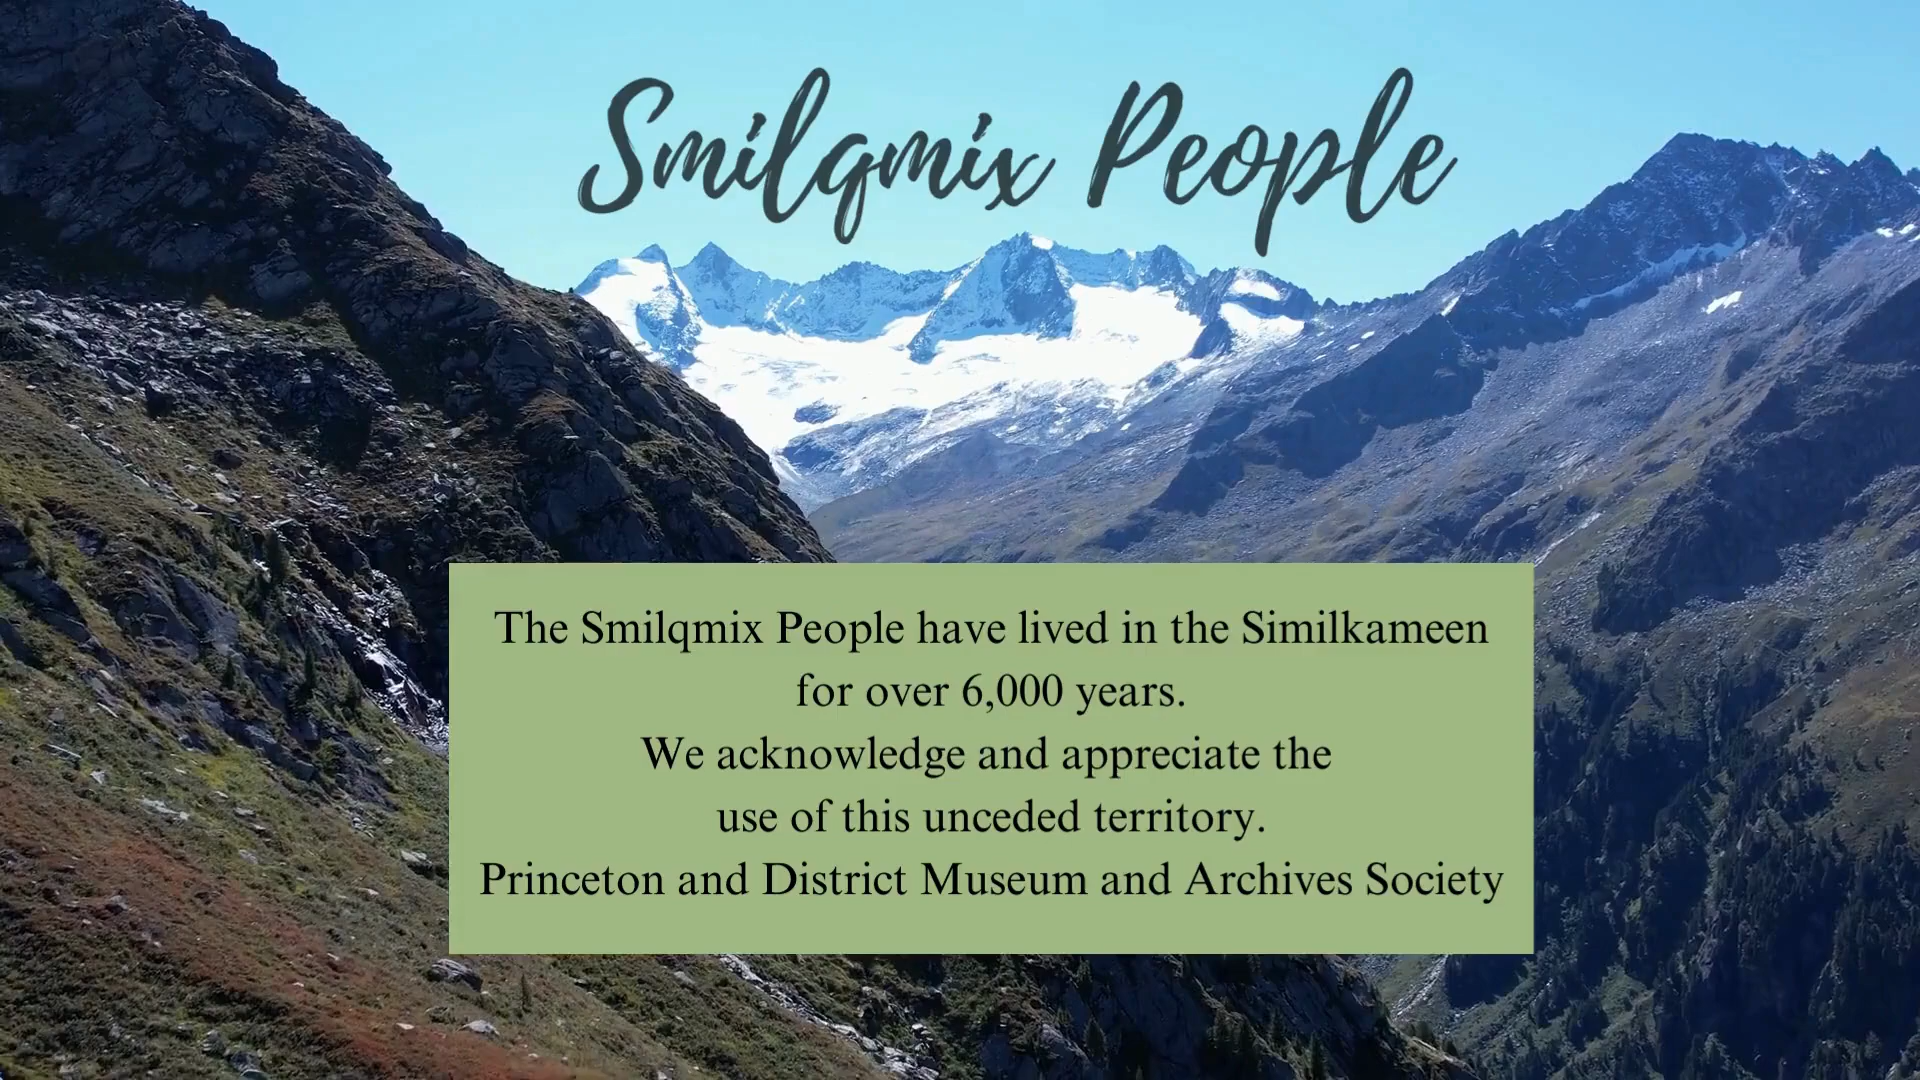 Smilqmix People
The Smilqmix People have lived in the Similkameen
for over 6,000 years.
We acknowledge and appreciate the
use of this unceded territory.
Princeton and District Museum and Archives Society